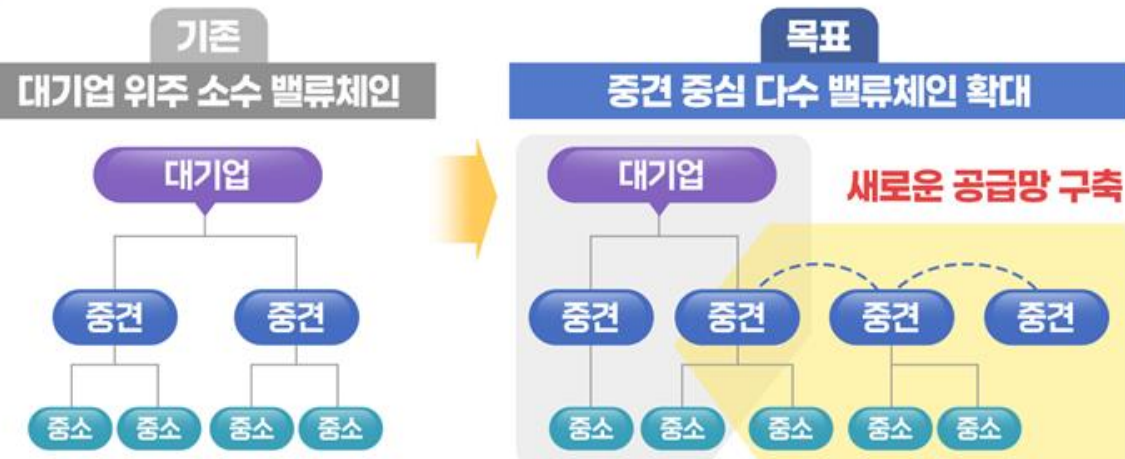 기존
대기업 위주 소수 밸류체인
대기업
중견 중견
중소 중소 중소 중소
목표
중견 중심 다수 밸류체인 확대
대기업
새로운 공급망 구축
중견 중견 중견 중견
중소 중소 중소 중소 중소